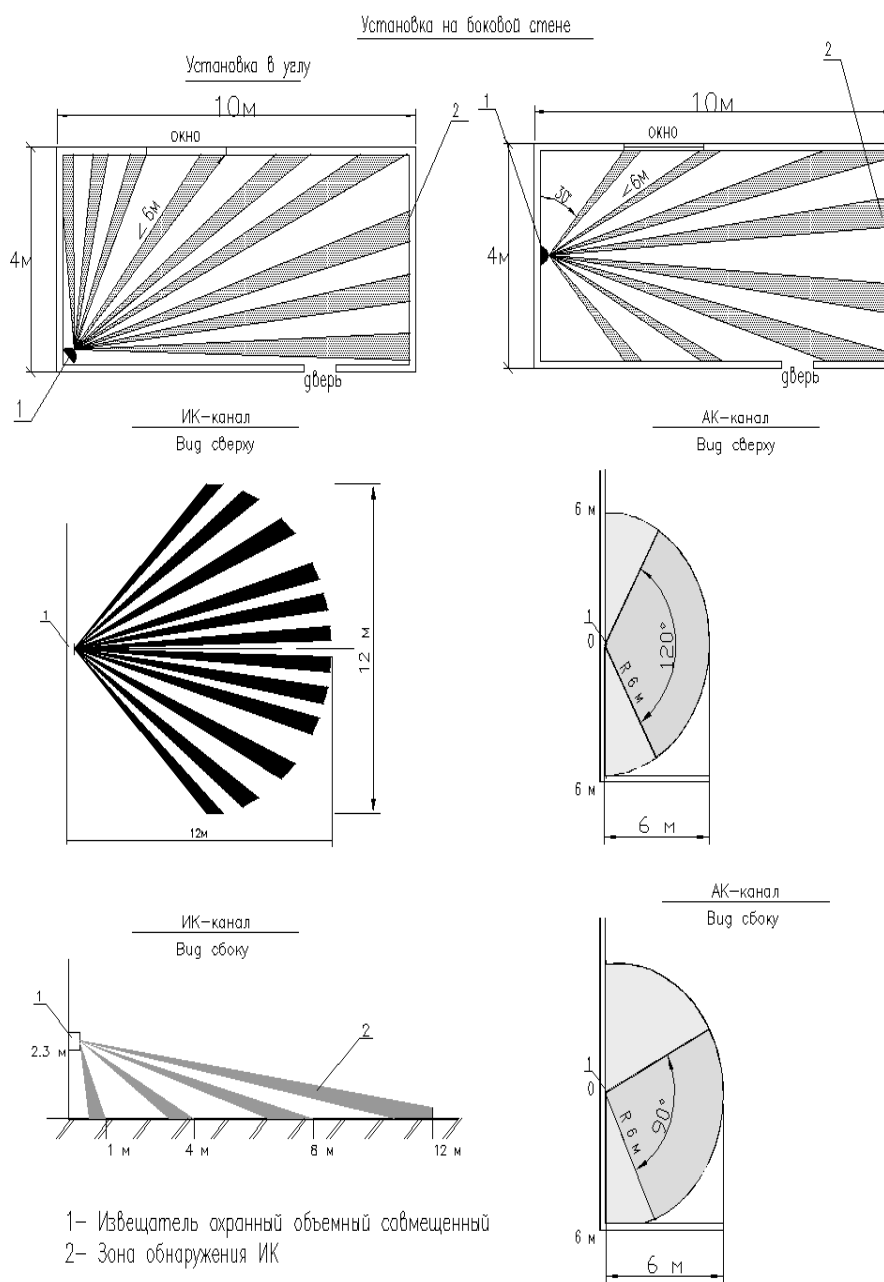 Установка на боковой стене
Установка в углу
2
1
10м
2
10м
окно
окно
< 6м
30°
< 6м
4м
4м
дверь
дверь
1
ИК-канал
Вид сверху
АК-канал
Вид сверху
6 м
1
0
120°
R 6 м
6 м
6 м
1
12 м
12м
ИК-канал
Вид сбоку
АК-канал
Вид сбоку
1
2.3 м
2
1 м
4 м
8 м
12 м
1
0
90°
R 6 м
6 м
6 м
1- Извещатель охранный объемный совмещенный
2- Зона обнаружения ИК